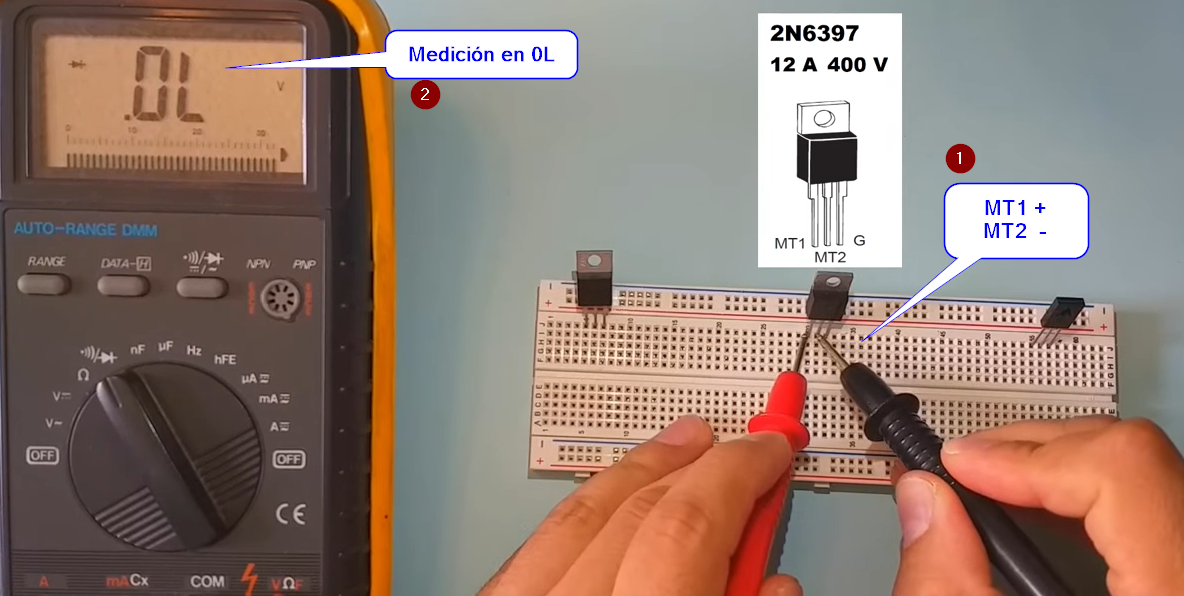 .0L
V
0 10 20 30
Medición en 0L
2
2N6397
12 A 400 V
MT1
MT2
G
1
MT1 +
MT2 -
AUTO-RANGE DMM
RANGE
DATA-H
NPN
PNP
nF
µF
Hz
hFE
µA
mA
A
OFF
Ω
V
V~
OFF
CE
A
mACx
COM
VΩF